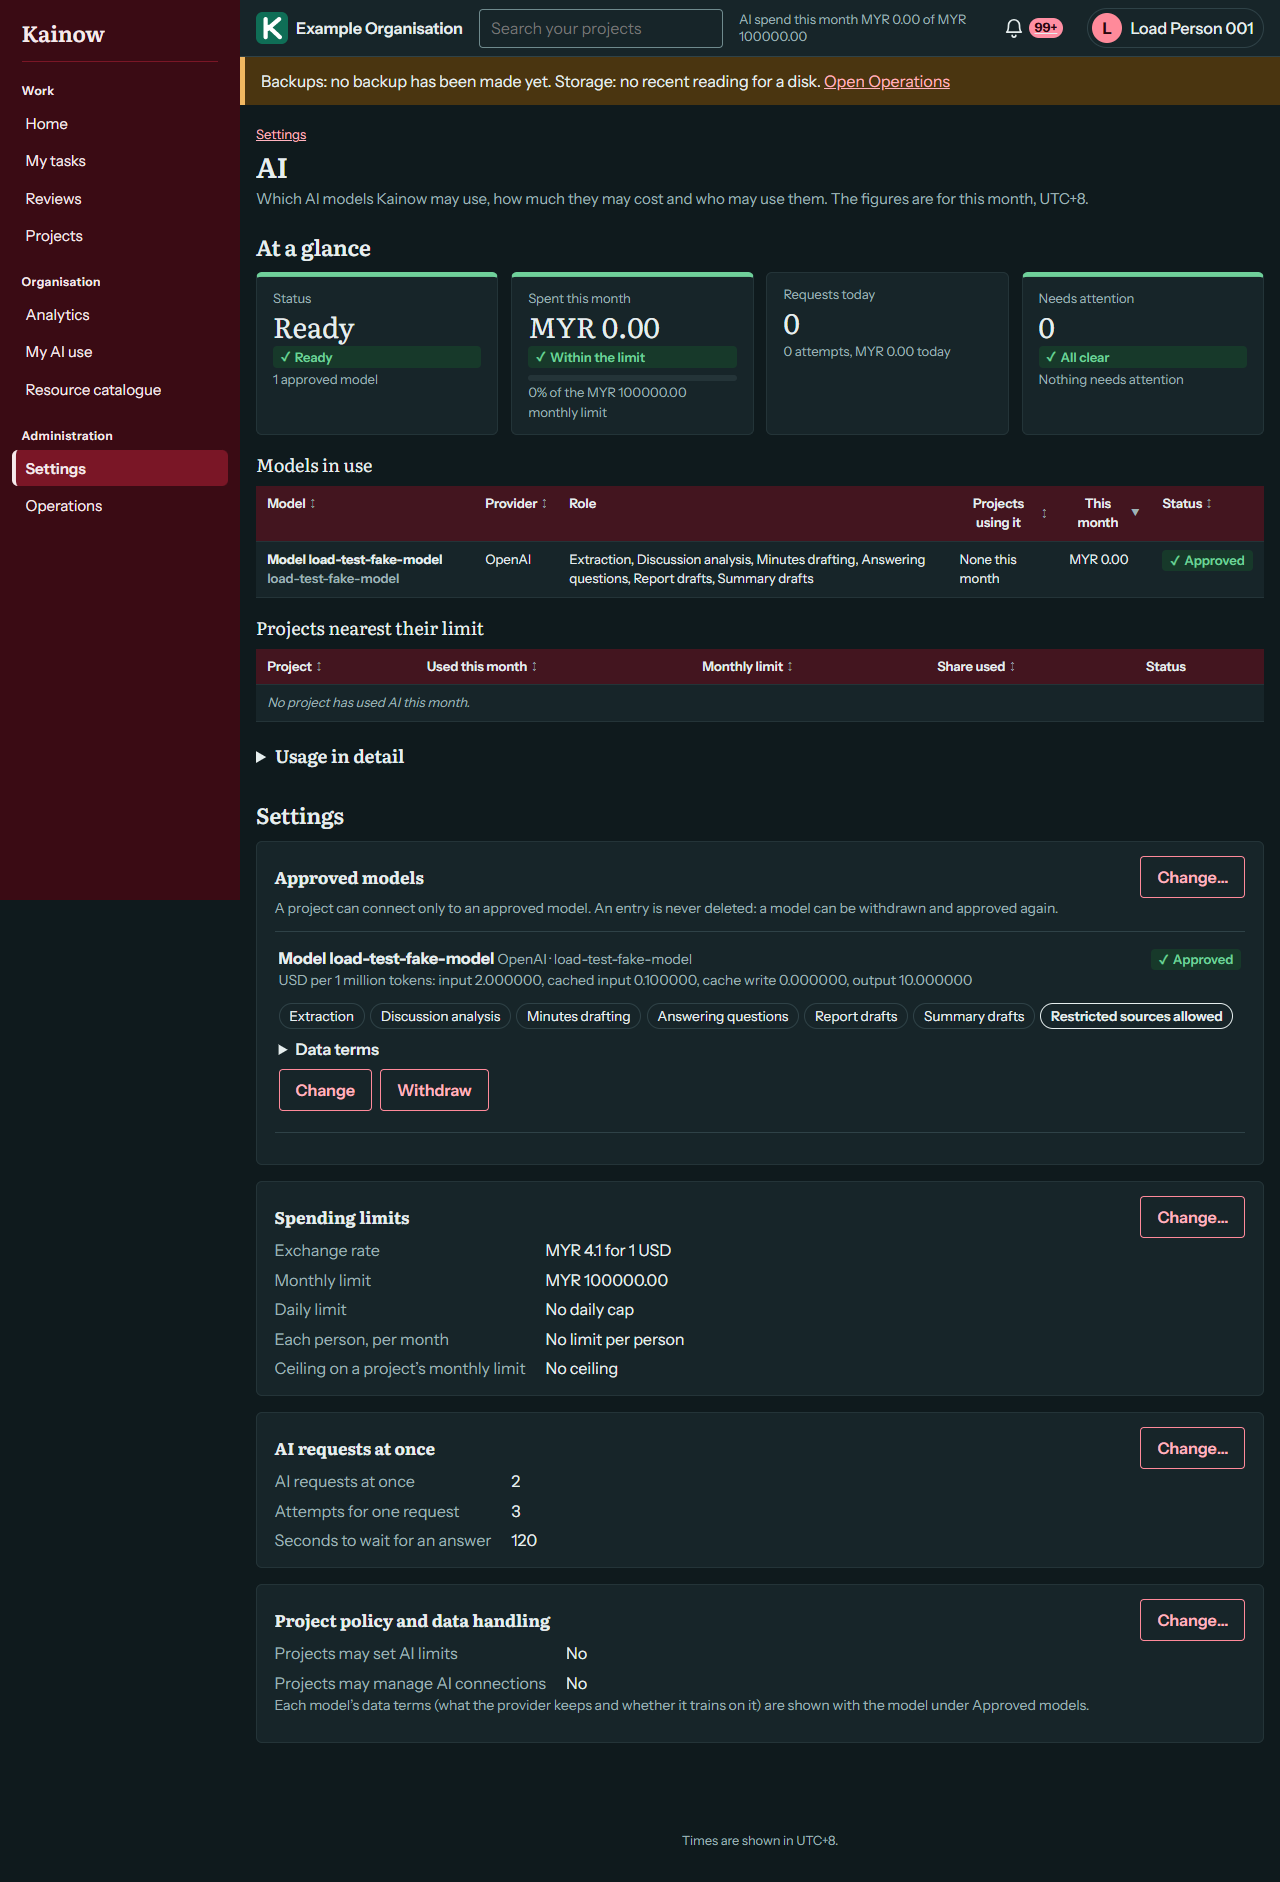 Kainow
Work
Home
My tasks
Reviews
Projects
Organisation
Analytics
My AI use
Resource catalogue
Administration
Settings
Operations
K Example Organisation
Search your projects
AI spend this month MYR 0.00 of MYR
100000.00
99+
L Load Person 001
Backups: no backup has been made yet. Storage: no recent reading for a disk. Open Operations
Settings
AI
Which AI models Kainow may use, how much they may cost and who may use them. The figures are for this month, UTC+8.
At a glance
Status
Ready
✓ Ready
1 approved model
Spent this month
MYR 0.00
✓ Within the limit
0% of the MYR 100000.00
monthly limit
Requests today
0
0 attempts, MYR 0.00 today
Needs attention
0
✓ All clear
Nothing needs attention
Models in use
Model ↕ Provider ↕ Role Projects using it ↕ This month ▼ Status ↕
Model load-test-fake-model OpenAI Extraction, Discussion analysis, Minutes drafting, Answering None this MYR 0.00 ✓ Approved
load-test-fake-model questions, Report drafts, Summary drafts month
Projects nearest their limit
Project ↕ Used this month ↕ Monthly limit ↕ Share used ↕ Status
No project has used AI this month.
▶ Usage in detail
Settings
Approved models
Change...
A project can connect only to an approved model. An entry is never deleted: a model can be withdrawn and approved again.
Model load-test-fake-model OpenAI · load-test-fake-model
✓ Approved
USD per 1 million tokens: input 2.000000, cached input 0.100000, cache write 0.000000, output 10.000000
Extraction Discussion analysis Minutes drafting Answering questions Report drafts Summary drafts Restricted sources allowed
▶ Data terms
Change Withdraw
Spending limits
Change...
Exchange rate MYR 4.1 for 1 USD
Monthly limit MYR 100000.00
Daily limit No daily cap
Each person, per month No limit per person
Ceiling on a project's monthly limit No ceiling
AI requests at once
Change...
AI requests at once 2
Attempts for one request 3
Seconds to wait for an answer 120
Project policy and data handling
Change...
Projects may set AI limits No
Projects may manage AI connections No
Each model's data terms (what the provider keeps and whether it trains on it) are shown with the model under Approved models.
Times are shown in UTC+8.